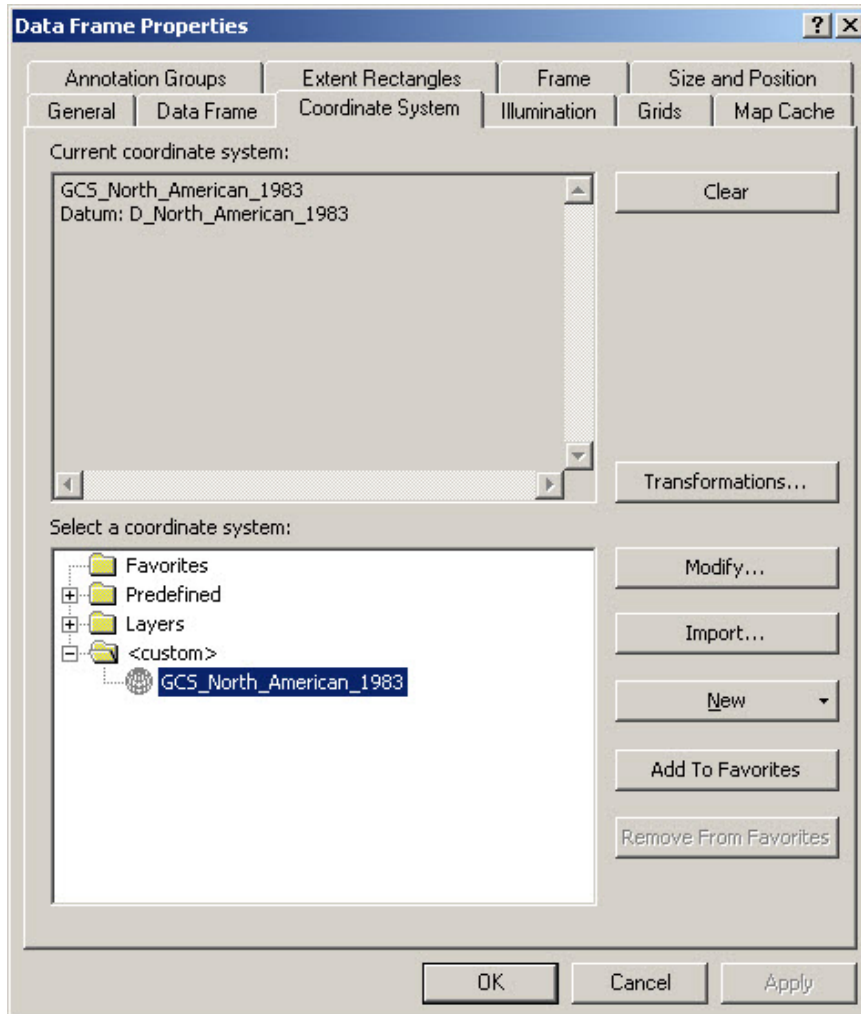 Data Frame Properties
Annotation Groups Extent Rectangles Frame Size and Position
General Data Frame Coordinate System Illumination Grids Map Cache
Current coordinate system:
GCS_North_American_1983
Datum: D_North_American_1983
Clear
Transformations...
Select a coordinate system:
Favorites
Predefined
Layers
<custom>
GCS_North_American_1983
Modify...
Import...
New
Add To Favorites
Remove From Favorites
OK Cancel Apply